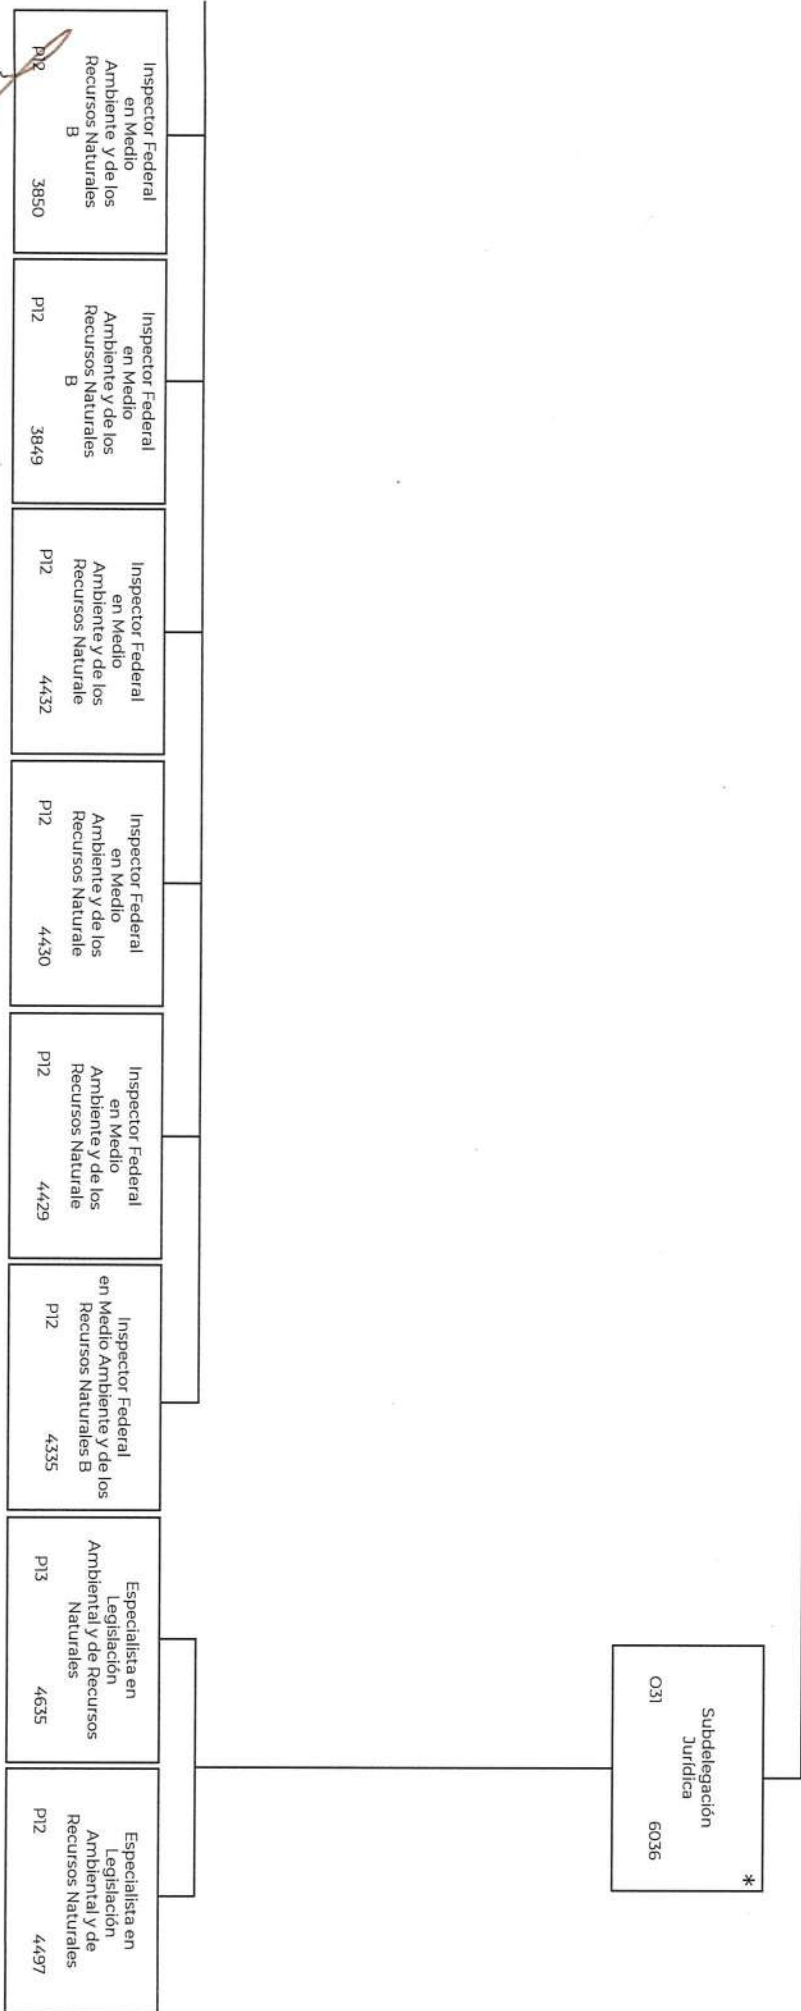 Subdelegación
Jurídica
*
O31 6036
Inspector Federal
en Medio
Ambiente y de los
Recursos Naturales
B
P12 3850
Inspector Federal
en Medio
Ambiente y de los
Recursos Naturales
B
P12 3849
Inspector Federal
en Medio
Ambiente y de los
Recursos Naturale
P12 4432
Inspector Federal
en Medio
Ambiente y de los
Recursos Naturale
P12 4430
Inspector Federal
en Medio
Ambiente y de los
Recursos Naturale
P12 4429
Inspector Federal
en Medio Ambiente y de los
Recursos Naturales B
P12 4335
Especialista en
Legislación
Ambiental y de Recursos
Naturales
P13 4635
Especialista en
Legislación
Ambiental y de
Recursos Naturales
P12 4497